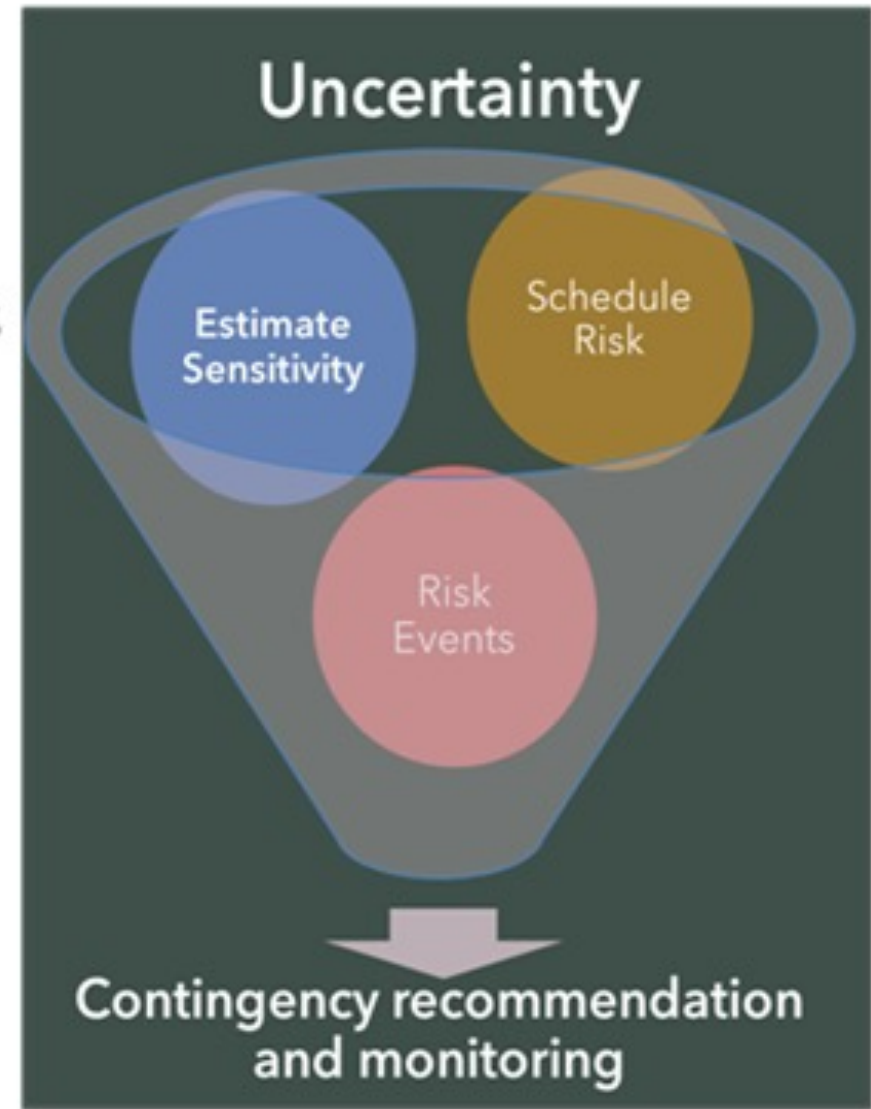 Uncertainty
Estimate
Sensitivity
Schedule
Risk
Risk
Events
Contingency recommendation
and monitoring